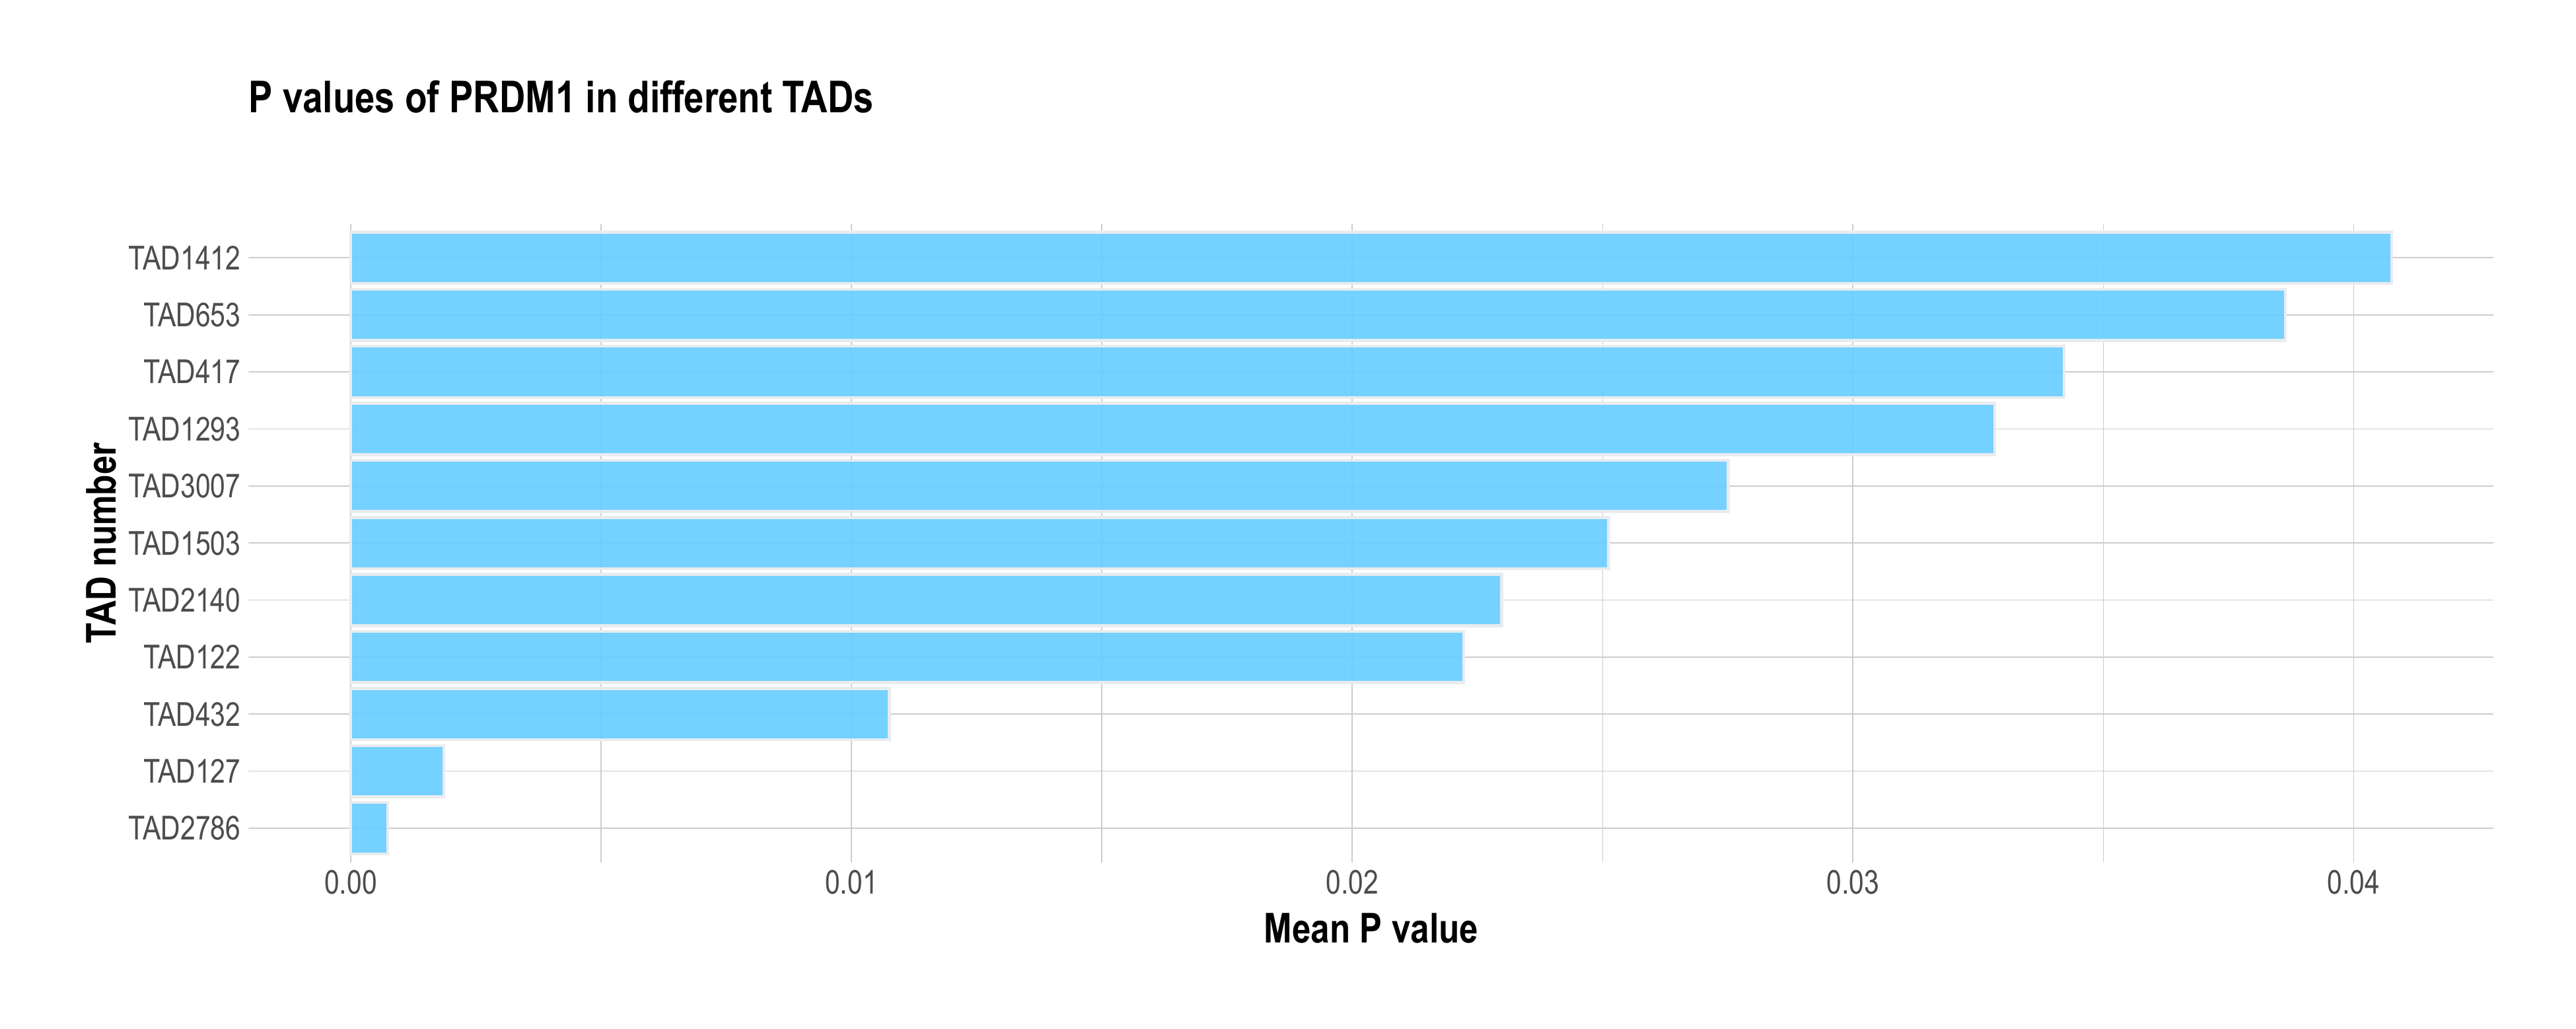 P values of PRDM1 in different TADs
TAD number
TAD1412
TAD653
TAD417
TAD1293
TAD3007
TAD1503
TAD2140
TAD122
TAD432
TAD127
TAD2786
0.00 0.01 0.02 0.03 0.04
Mean P value